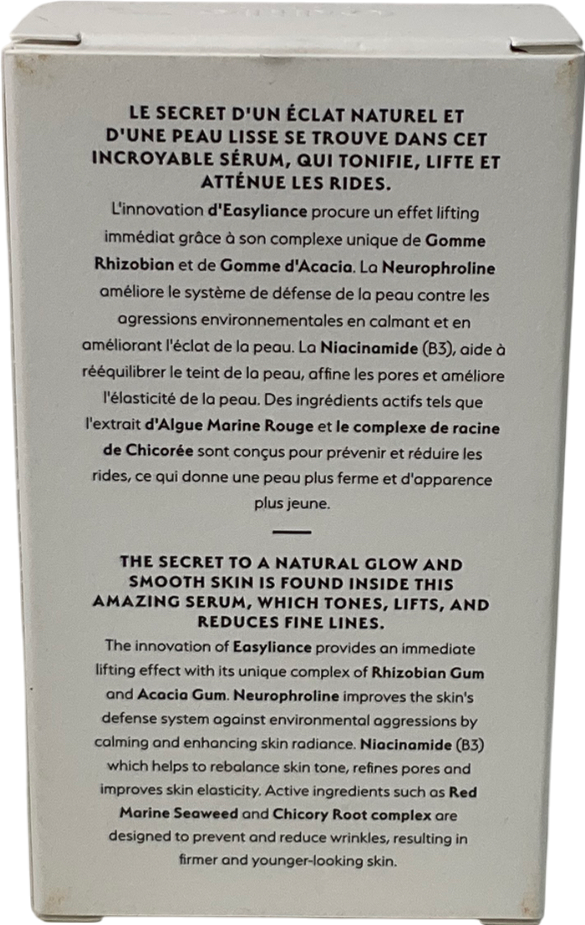 LE SECRET D'UN ÉCLAT NATUREL ET
D'UNE PEAU LISSE SE TROUVE DANS CET
INCROYABLE SÉRUM, QUI TONIFIE, LIFTE ET
ATTÉNUE LES RIDES.
L'innovation d'Easyliance procure un effet lifting
immédiat grâce à son complexe unique de Gomme
Rhizobian et de Gomme d'Acacia. La Neurophroline
améliore le système de défense de la peau contre les
agressions environnementales en calmant et en
améliorant l'éclat de la peau. La Niacinamide (B3), aide à
rééquilibrer le teint de la peau, affine les pores et améliore
l'élasticité de la peau. Des ingrédients actifs tels que
l'extrait d'Algue Marine Rouge et le complexe de racine
de Chicorée sont conçus pour prévenir et réduire les
rides, ce qui donne une peau plus ferme et d'apparence
plus jeune.
THE SECRET TO A NATURAL GLOW AND
SMOOTH SKIN IS FOUND INSIDE THIS
AMAZING SERUM, WHICH TONES, LIFTS, AND
REDUCES FINE LINES.
The innovation of Easyliance provides an immediate
lifting effect with its unique complex of Rhizobian Gum
and Acacia Gum. Neurophroline improves the skin's
defense system against environmental aggressions by
calming and enhancing skin radiance. Niacinamide (B3)
which helps to rebalance skin tone, refines pores and
improves skin elasticity. Active ingredients such as Red
Marine Seaweed and Chicory Root complex are
designed to prevent and reduce wrinkles, resulting in
firmer and younger-looking skin.